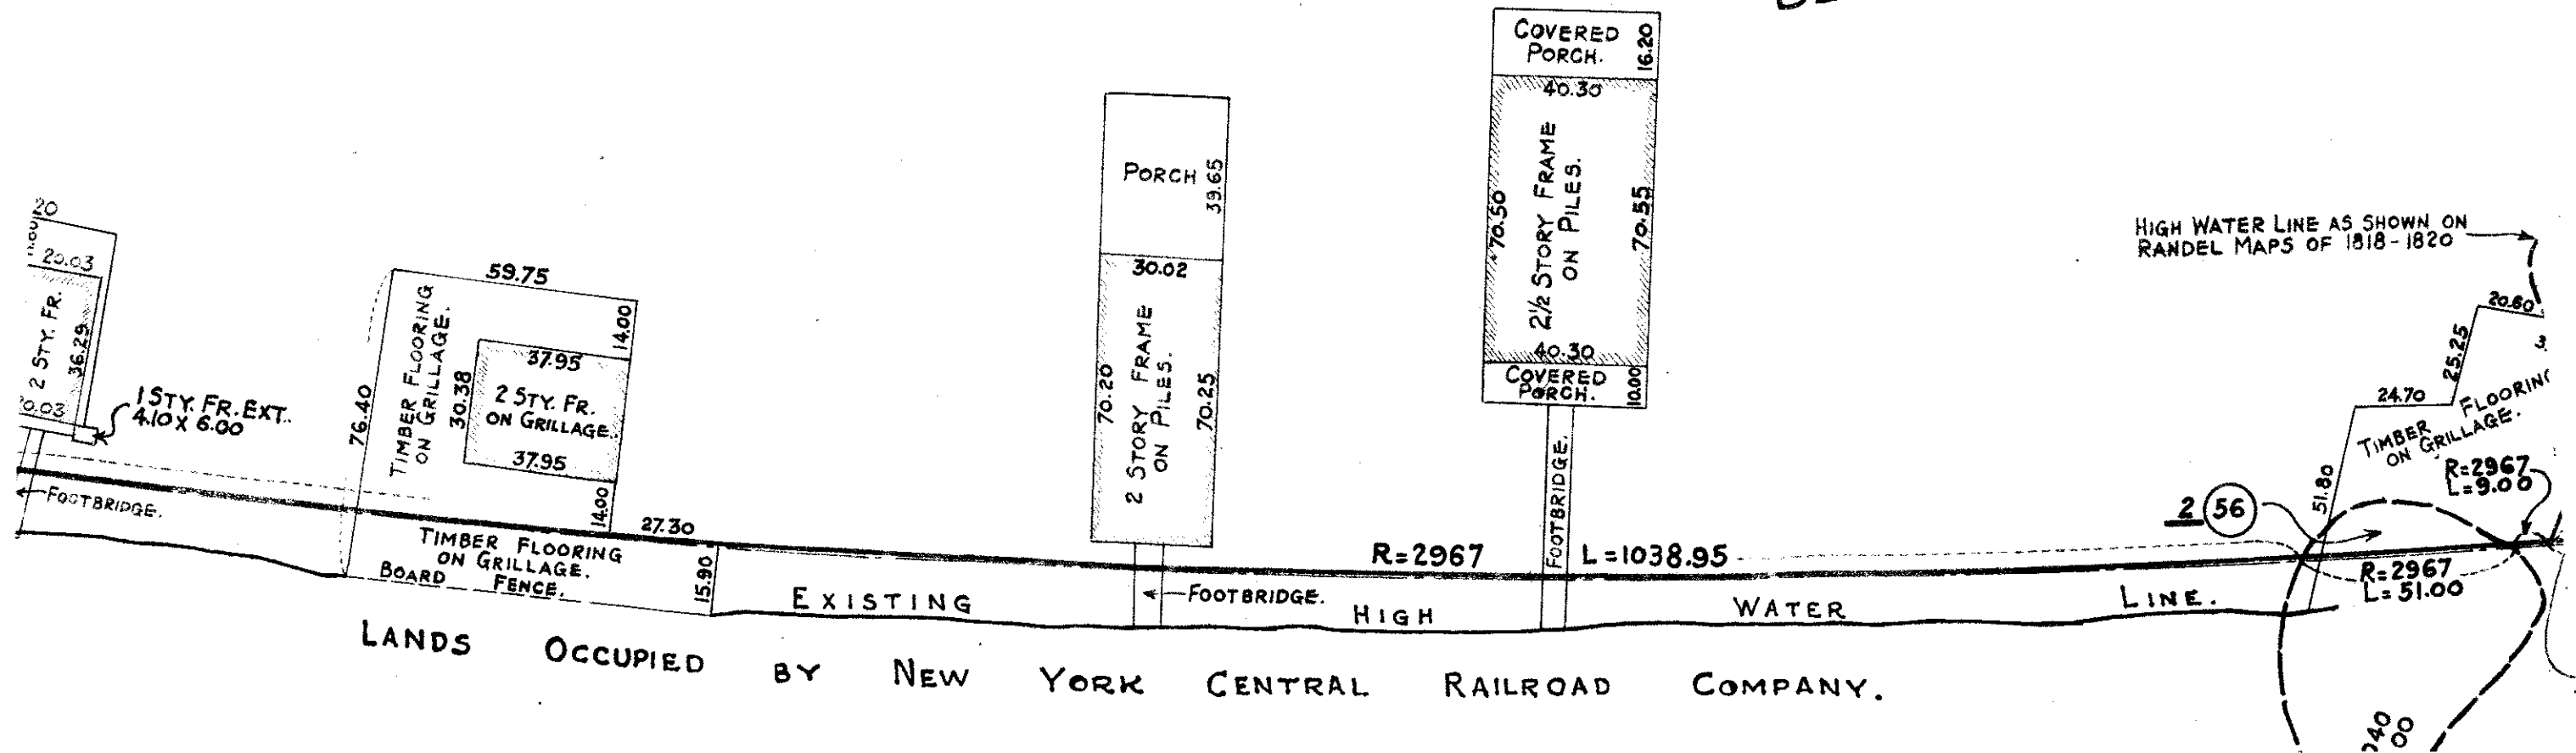 COVERED
PORCH.
16.20
40.30
2½ STORY FRAME
ON PILES.
70.50
70.55
40.30
COVERED
PORCH.
10.00
FOOTBRIDGE.
PORCH
39.65
30.02
2 STORY FRAME
ON PILES.
70.20
70.25
← FOOTBRIDGE.
20
20.03
2 STY. FR.
36.29
20.03
1 STY. FR. EXT.
4.10 X 6.00
← FOOTBRIDGE.
59.75
TIMBER FLOORING
ON GRILLAGE.
14.00
37.95
30.38
2 STY. FR.
ON GRILLAGE.
37.95
76.40
14.00
27.30
TIMBER FLOORING
ON GRILLAGE.
BOARD FENCE.
15.90
R=2967 L=1038.95
HIGH WATER LINE AS SHOWN ON
RANDEL MAPS OF 1818-1820
20.60
25.25
24.70
TIMBER FLOORING
ON GRILLAGE.
51.80
R=2967
L=9.00
2 56
R=2967
L=51.00
EXISTING HIGH WATER LINE.
LANDS OCCUPIED BY NEW YORK CENTRAL RAILROAD COMPANY.